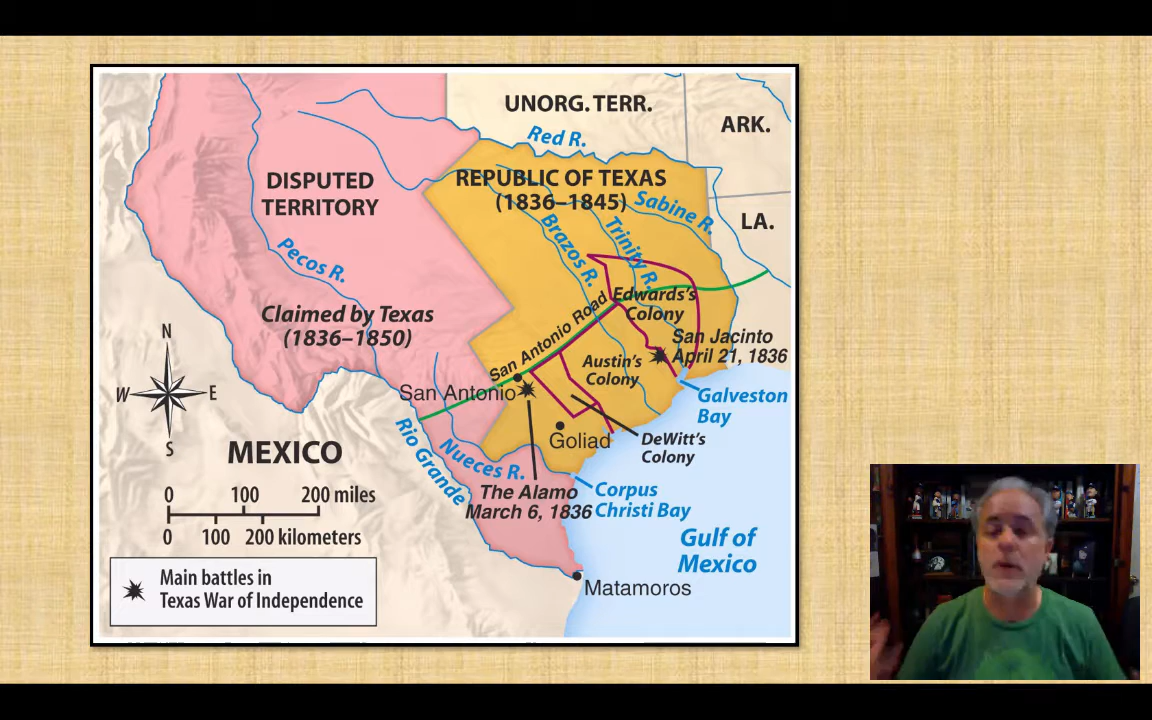 UNORG. TERR.
ARK.
Red R.
DISPUTED
TERRITORY
REPUBLIC OF TEXAS
(1836–1845)
Sabine R.
LA.
Brazos R.
Trinity R.
Pecos R.
Claimed by Texas
(1836–1850)
San Antonio Road
Edwards's
Colony
San Jacinto
April 21, 1836
Austin's
Colony
N
W
E
S
San Antonio
Galveston
Bay
Rio Grande
Goliad
DeWitt's
Colony
MEXICO
Nueces R.
The Alamo
March 6, 1836
Corpus
Christi Bay
0 100 200 miles
0 100 200 kilometers
Gulf of
Mexico
Main battles in
Texas War of Independence
Matamoros